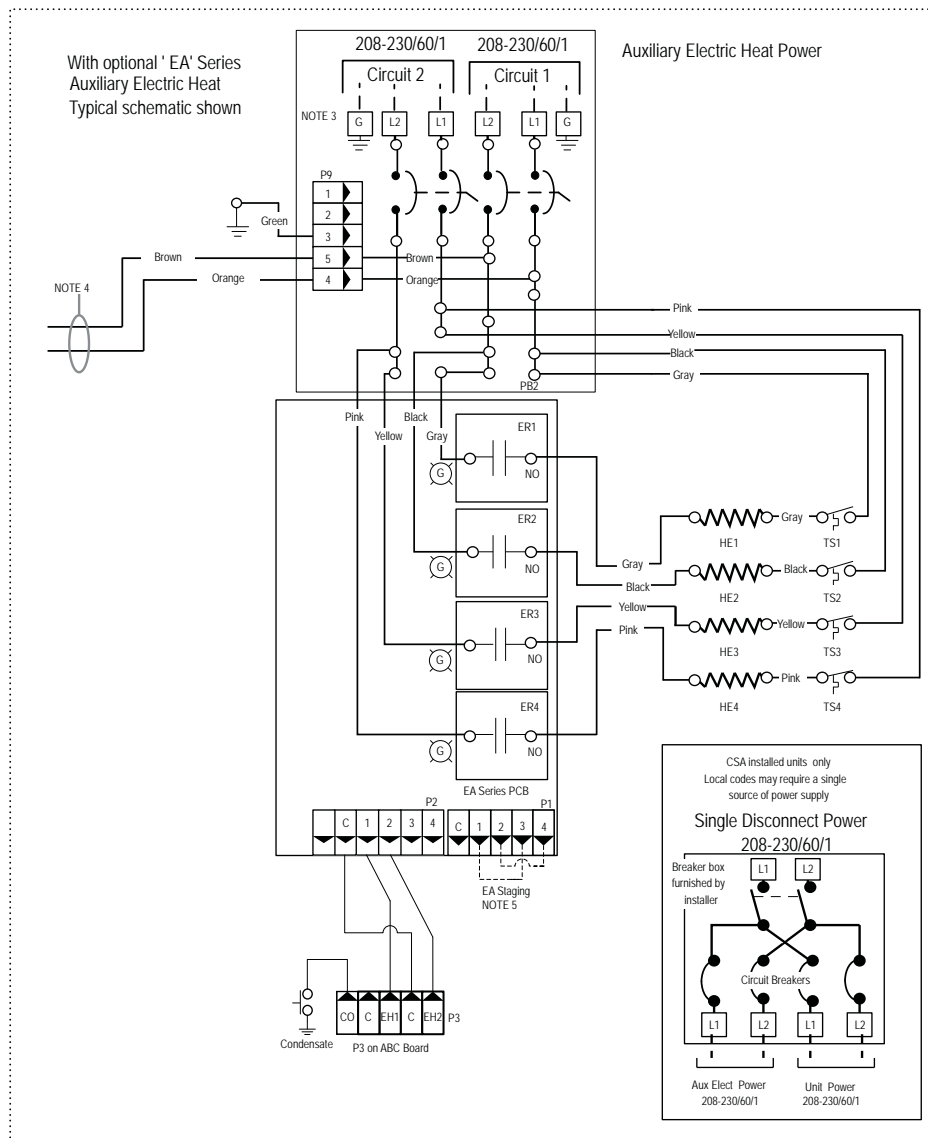 With optional ' EA' Series
Auxiliary Electric Heat
Typical schematic shown
208-230/60/1 208-230/60/1
Circuit 2 Circuit 1
Auxiliary Electric Heat Power
NOTE 3
G L2 L1 L2 L1 G
P9
1
2
3
5
4
Green
Brown
Orange
Brown
Orange
NOTE 4
Pink
Yellow
Black
Gray
PB2
Pink
Yellow
Black
Gray
ER1
G
NO
ER2
G
NO
ER3
G
NO
ER4
G
NO
EA Series PCB
Gray
Black
Yellow
Pink
Gray
HE1 TS1
Black
HE2 TS2
Yellow
HE3 TS3
Pink
HE4 TS4
P2
C 1 2 3 4
P1
C 1 2 3 4
EA Staging
NOTE 5
CO C EH1 C EH2 P3
Condensate
P3 on ABC Board
CSA installed units only
Local codes may require a single
source of power supply
Single Disconnect Power
208-230/60/1
Breaker box
furnished by
installer
L1 L2
Circuit Breakers
L1 L2 L1 L2
Aux Elect Power
208-230/60/1
Unit Power
208-230/60/1